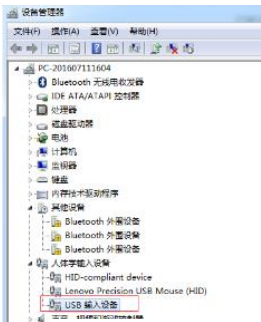 设备管理器
文件(F) 操作(A) 查看(V) 帮助(H)
PC-201607111604
Bluetooth 无线电收发器
IDE ATA/ATAPI 控制器
处理器
磁盘驱动器
电池
计算机
监视器
键盘
内存技术驱动程序
其他设备
Bluetooth 外围设备
Bluetooth 外围设备
Bluetooth 外围设备
人体学输入设备
HID-compliant device
Lenovo Precision USB Mouse (HID)
USB 输入设备